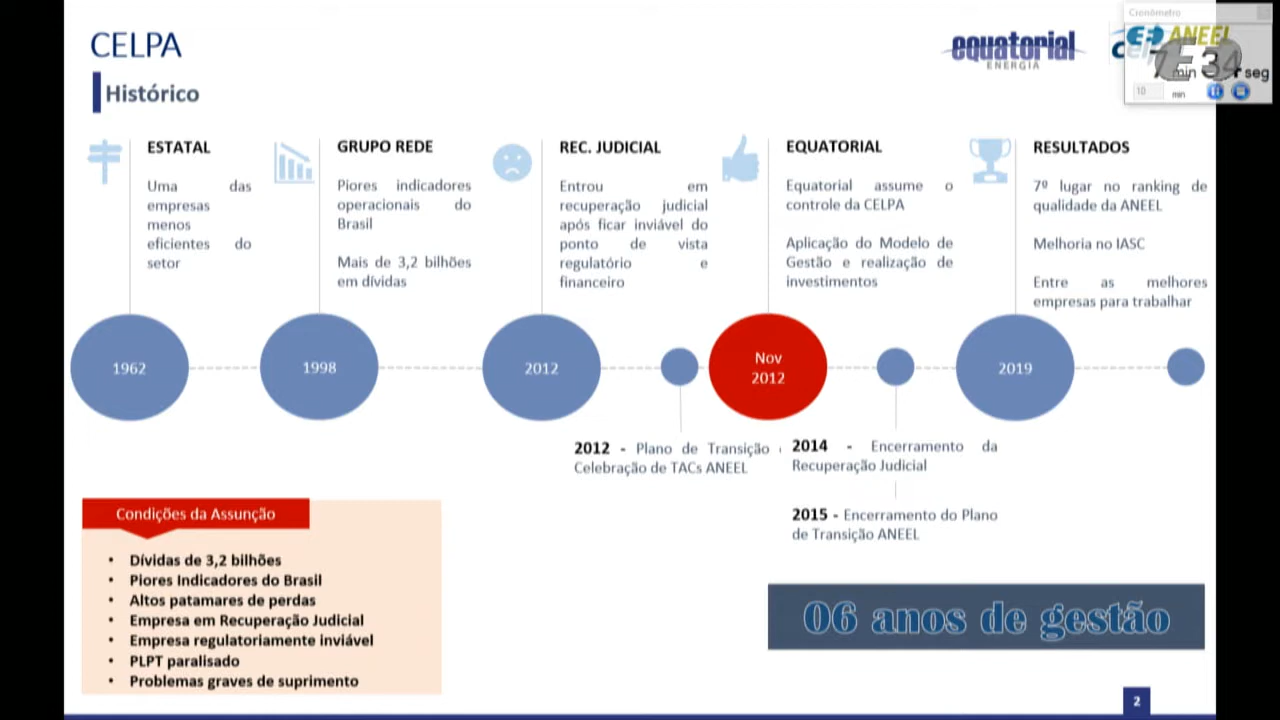 CELPA
Histórico
equatorial
ENERGIA
Cronômetro
ANEEL
min
seg
10
min
ESTATAL
Uma das
empresas
menos
eficientes do
setor
GRUPO REDE
Piores indicadores
operacionais do
Brasil
Mais de 3,2 bilhões
em dívidas
REC. JUDICIAL
Entrou em
recuperação judicial
após ficar inviável do
ponto de vista
regulatório e
financeiro
EQUATORIAL
Equatorial assume o
controle da CELPA
Aplicação do Modelo de
Gestão e realização de
investimentos
RESULTADOS
7º lugar no ranking de
qualidade da ANEEL
Melhoria no IASC
Entre as melhores
empresas para trabalhar
1962
1998
2012
Nov
2012
2019
2012 - Plano de Transição
Celebração de TACs ANEEL
2014 - Encerramento da
Recuperação Judicial
2015 - Encerramento do Plano
de Transição ANEEL
Condições da Assunção
• Dívidas de 3,2 bilhões
• Piores Indicadores do Brasil
• Altos patamares de perdas
• Empresa em Recuperação Judicial
• Empresa regulatoriamente inviável
• PLPT paralisado
• Problemas graves de suprimento
06 anos de gestão
2